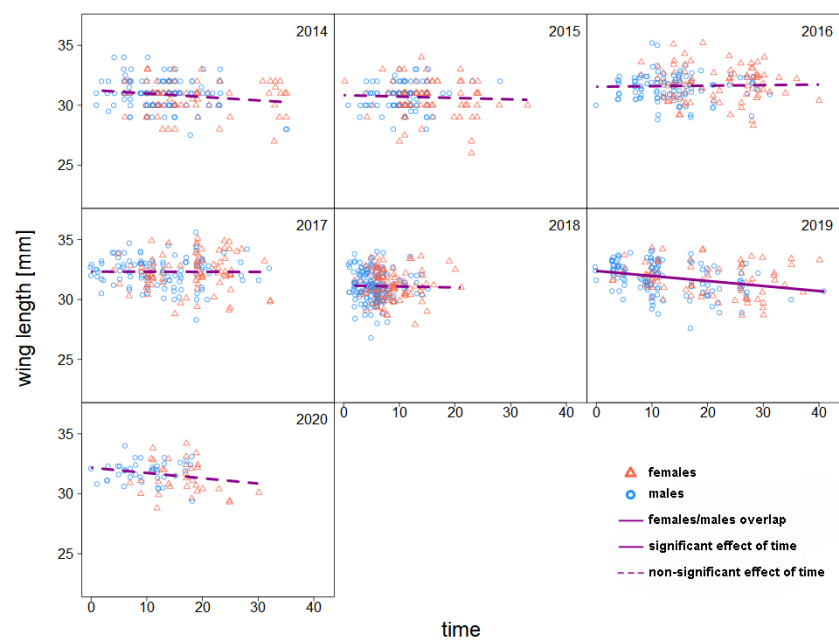 2014
2015
2016
35
30
25
2017
2018
2019
35
30
25
0 10 20 30 40
0 10 20 30 40
2020
35
30
25
0 10 20 30 40
wing length [mm]
time
females
males
females/males overlap
significant effect of time
non-significant effect of time